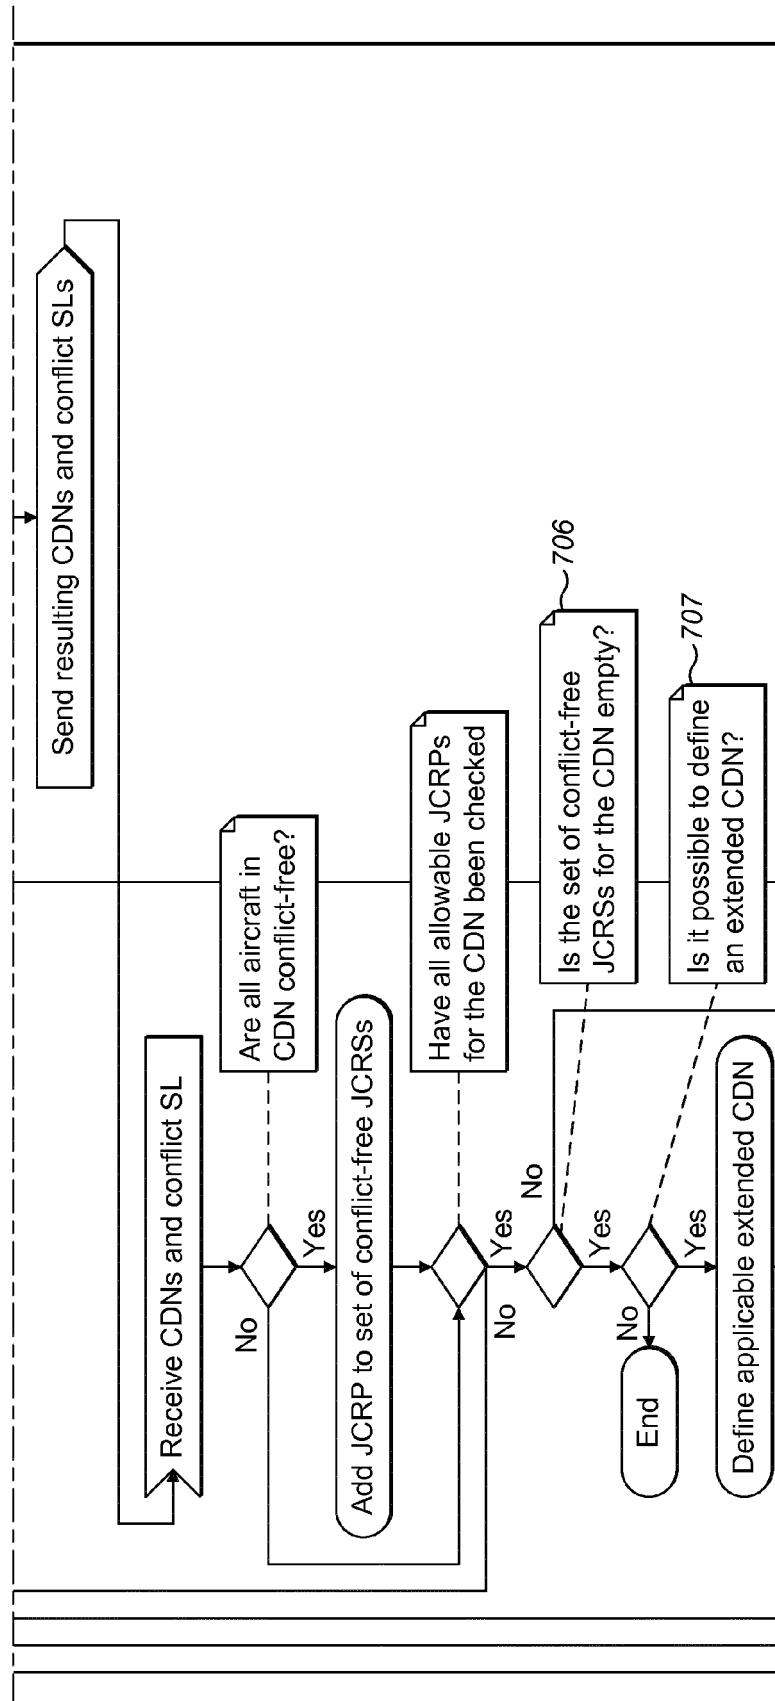 Send resulting CDNs and conflict SLs
Receive CDNs and conflict SL
Are all aircraft in
CDN conflict-free?
No
Yes
Add JCRP to set of conflict-free JCRSs
Have all allowable JCRPs
for the CDN been checked
No
Yes
706
Is the set of conflict-free
JCRSs for the CDN empty?
No
Yes
707
Is it possible to define
an extended CDN?
No
Yes
End
Define applicable extended CDN